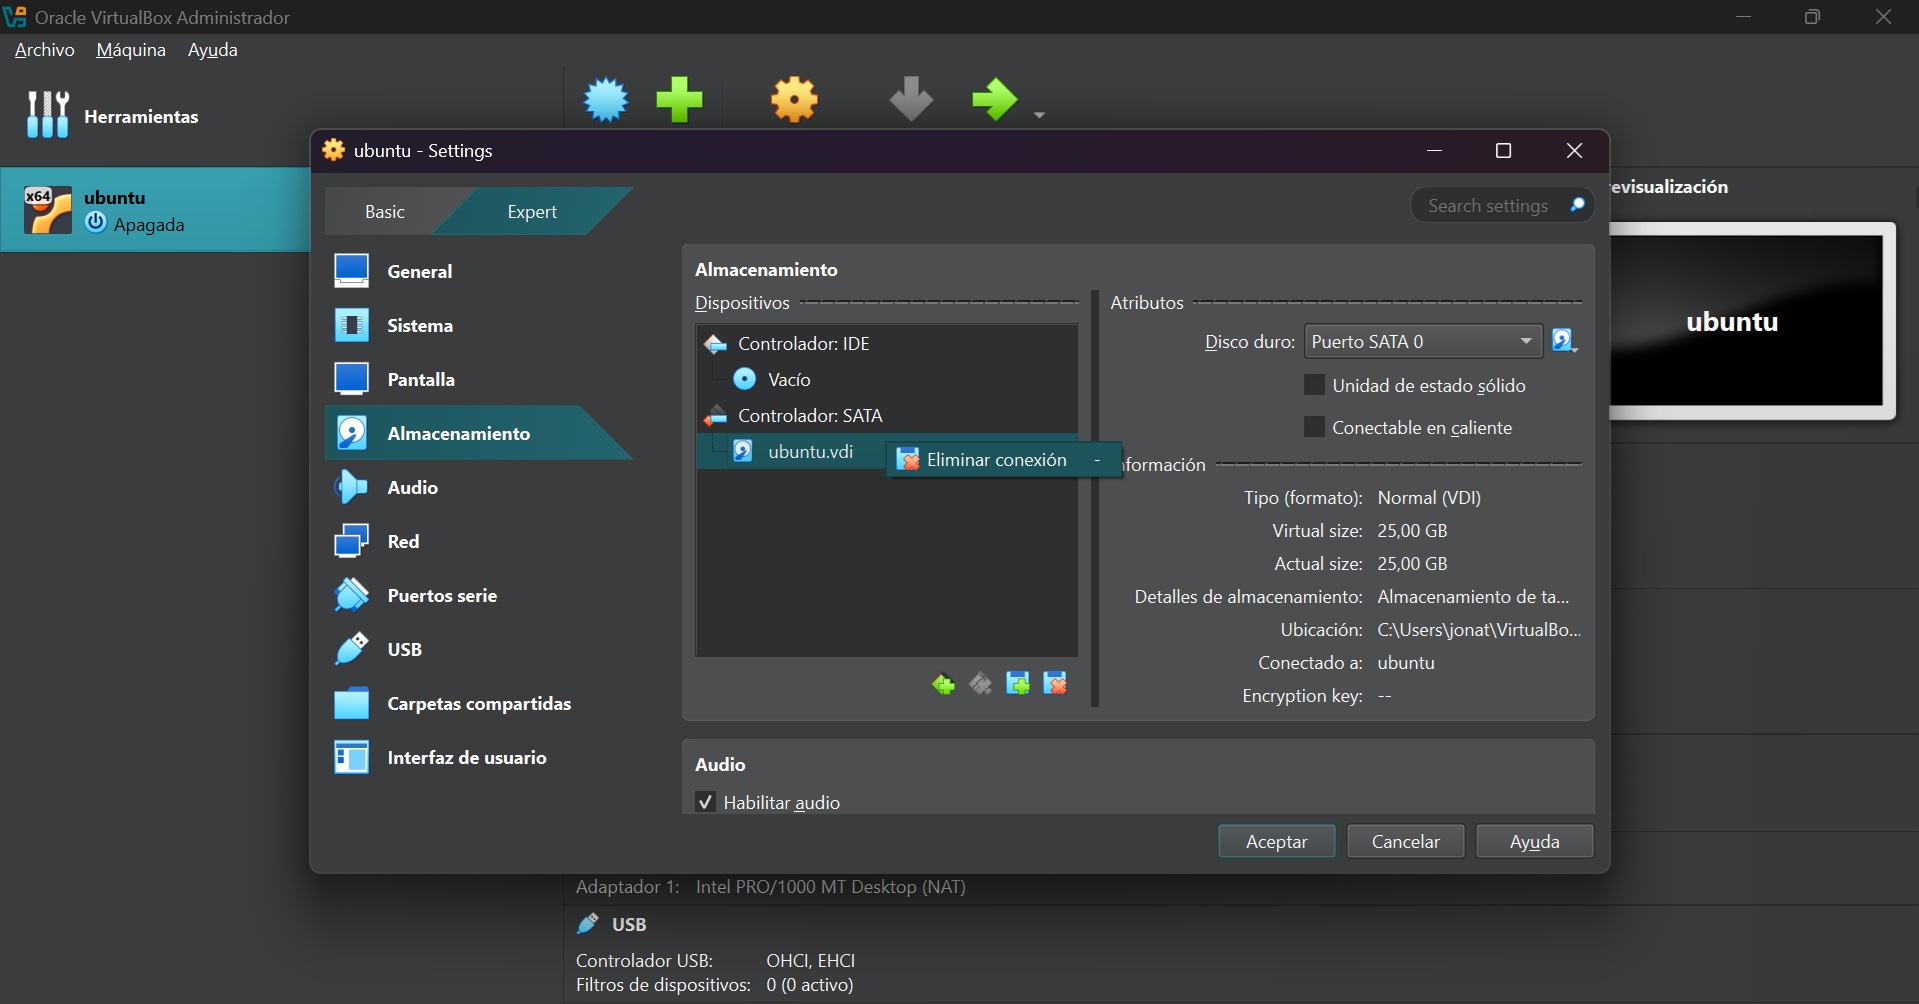 Oracle VirtualBox Administrador
Archivo Máquina Ayuda
Herramientas
x64
ubuntu
Apagada
ubuntu - Settings
Basic
Expert
Search settings
General
Sistema
Pantalla
Almacenamiento
Audio
Red
Puertos serie
USB
Carpetas compartidas
Interfaz de usuario
Almacenamiento
Dispositivos
Controlador: IDE
Vacío
Controlador: SATA
ubuntu.vdi
Eliminar conexión -
Atributos
Disco duro: Puerto SATA 0
Unidad de estado sólido
Conectable en caliente
formación
Tipo (formato): Normal (VDI)
Virtual size: 25,00 GB
Actual size: 25,00 GB
Detalles de almacenamiento: Almacenamiento de ta...
Ubicación: C:\Users\jonat\VirtualBo...
Conectado a: ubuntu
Encryption key: --
Audio
Habilitar audio
Aceptar
Cancelar
Ayuda
evisualización
ubuntu
Adaptador 1: Intel PRO/1000 MT Desktop (NAT)
USB
Controlador USB: OHCI, EHCI
Filtros de dispositivos: 0 (0 activo)